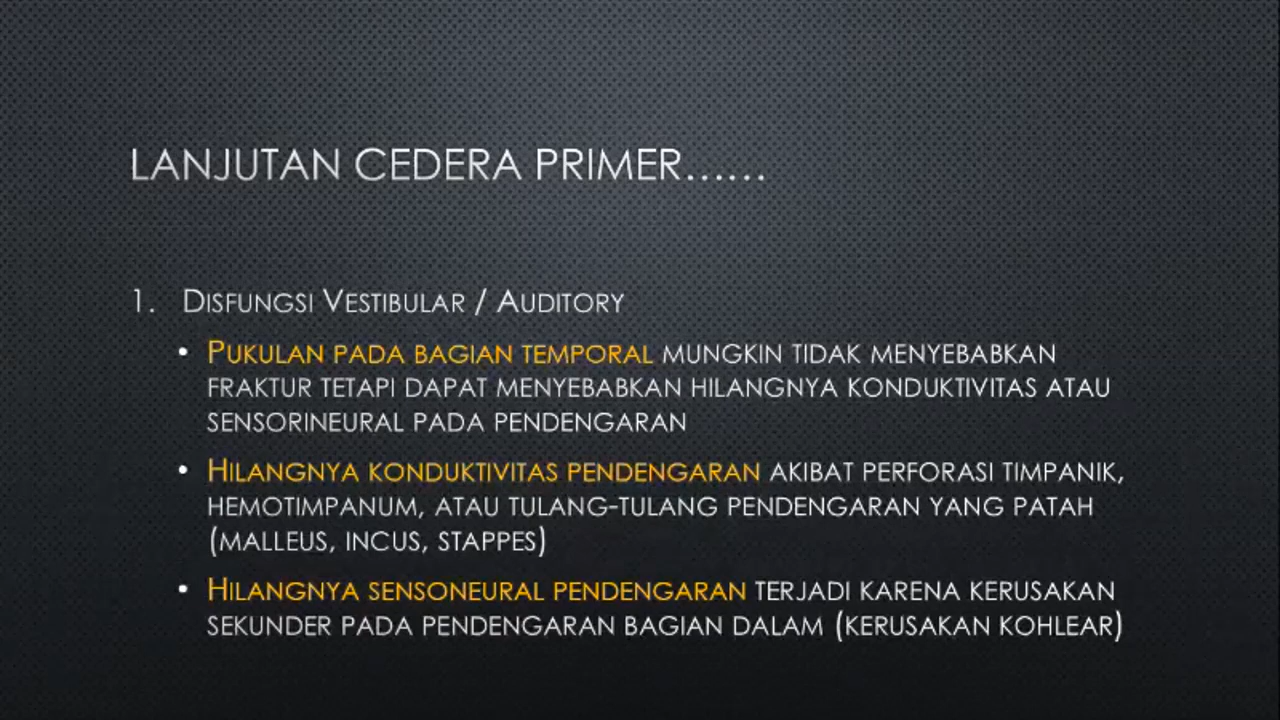 LANJUTAN CEDERA PRIMER......
1. DISFUNGSI VESTIBULAR / AUDITORY
• PUKULAN PADA BAGIAN TEMPORAL MUNGKIN TIDAK MENYEBABKAN
FRAKTUR TETAPI DAPAT MENYEBABKAN HILANGNYA KONDUKTIVITAS ATAU
SENSORINEURAL PADA PENDENGARAN
• HILANGNYA KONDUKTIVITAS PENDENGARAN AKIBAT PERFORASI TIMPANIK,
HEMOTIMPANUM, ATAU TULANG-TULANG PENDENGARAN YANG PATAH
(MALLEUS, INCUS, STAPPES)
• HILANGNYA SENSONEURAL PENDENGARAN TERJADI KARENA KERUSAKAN
SEKUNDER PADA PENDENGARAN BAGIAN DALAM (KERUSAKAN KOHLEAR)